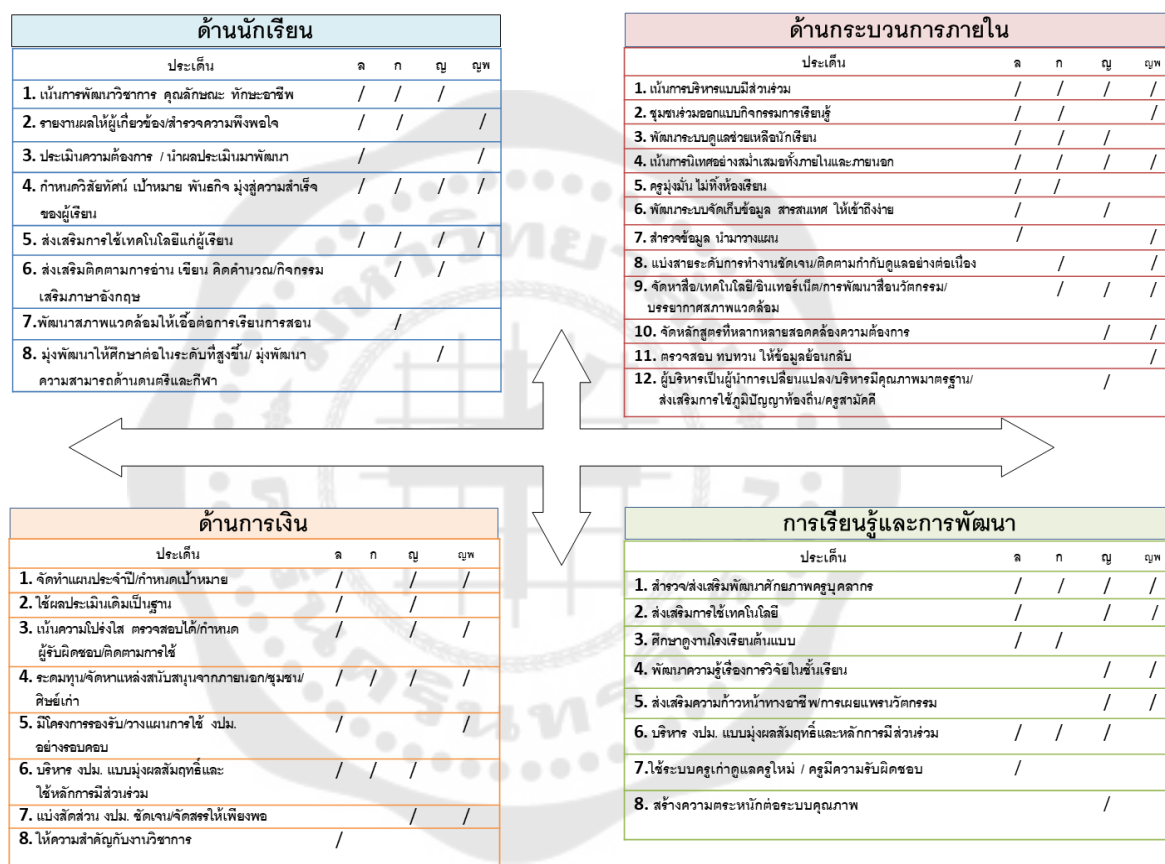 ด้านนักเรียน
ประเด็น ล ก ญ ญพ
1. เน้นการพัฒนาวิชาการ คุณลักษณะ ทักษะอาชีพ / / /
2. รายงานผลให้ผู้เกี่ยวข้อง/สำรวจความพึงพอใจ / / /
3. ประเมินความต้องการ / นำผลประเมินมาพัฒนา / /
4. กำหนดวิสัยทัศน์ เป้าหมาย พันธกิจ มุ่งสู่ความสำเร็จ / / / /
ของผู้เรียน
5. ส่งเสริมการใช้เทคโนโลยีแก่ผู้เรียน / / / /
6. ส่งเสริมติดตามการอ่าน เขียน คิดคำนวณ/กิจกรรม / /
เสริมภาษาอังกฤษ
7.พัฒนาสภาพแวดล้อมให้เอื้อต่อการเรียนการสอน /
8. มุ่งพัฒนาให้ศึกษาต่อในระดับที่สูงขึ้น/ มุ่งพัฒนา /
ความสามารถด้านดนตรีและกีฬา
ด้านกระบวนการภายใน
ประเด็น ล ก ญ ญพ
1. เน้นการบริหารแบบมีส่วนร่วม / / / /
2. ชุมชนร่วมออกแบบกิจกรรมการเรียนรู้ / / /
3. พัฒนาระบบดูแลช่วยเหลือนักเรียน / / /
4. เน้นการนิเทศอย่างสม่ำเสมอทั้งภายในและภายนอก / / / /
5. ครูมุ่งมั่น ไม่ทิ้งห้องเรียน / /
6. พัฒนาระบบจัดเก็บข้อมูล สารสนเทศ ให้เข้าถึงง่าย / /
7. สำรวจข้อมูล นำมาวางแผน / /
8. แบ่งสายระดับการทำงานชัดเจน/ติดตามกำกับดูแลอย่างต่อเนื่อง / /
9. จัดหาสื่อ/เทคโนโลยี/อินเทอร์เน็ต/การพัฒนาสื่อนวัตกรรม/ / / /
บรรยากาศสภาพแวดล้อม
10. จัดหลักสูตรที่หลากหลายสอดคล้องความต้องการ / /
11. ตรวจสอบ ทบทวน ให้ข้อมูลย้อนกลับ /
12. ผู้บริหารเป็นผู้นำการเปลี่ยนแปลง/บริหารมีคุณภาพมาตรฐาน/ /
ส่งเสริมการใช้ภูมิปัญญาท้องถิ่น/ครูสามัคคี
ด้านการเงิน
ประเด็น ล ก ญ ญพ
1. จัดทำแผนประจำปี/กำหนดเป้าหมาย / / /
2. ใช้ผลประเมินเดิมเป็นฐาน / /
3. เน้นความโปร่งใส ตรวจสอบได้/กำหนด / / /
ผู้รับผิดชอบ/ติดตามการใช้
4. ระดมทุน/จัดหาแหล่งสนับสนุนจากภายนอก/ชุมชน/ / / / /
ศิษย์เก่า
5. มีโครงการรองรับ/วางแผนการใช้ งปม. / /
อย่างรอบคอบ
6. บริหาร งปม. แบบมุ่งผลสัมฤทธิ์และ / / /
ใช้หลักการมีส่วนร่วม
7. แบ่งสัดส่วน งปม. ชัดเจน/จัดสรรให้เพียงพอ / /
8. ให้ความสำคัญกับงานวิชาการ /
การเรียนรู้และการพัฒนา
ประเด็น ล ก ญ ญพ
1. สำรวจ/ส่งเสริมพัฒนาศักยภาพครูบุคลากร / / / /
2. ส่งเสริมการใช้เทคโนโลยี / / / /
3. ศึกษาดูงานโรงเรียนต้นแบบ / /
4. พัฒนาความรู้เรื่องการวิจัยในชั้นเรียน / /
5. ส่งเสริมความก้าวหน้าทางอาชีพ/การเผยแพรนวัตกรรม / /
6. บริหาร งปม. แบบมุ่งผลสัมฤทธิ์และหลักการมีส่วนร่วม / / /
7.ใช้ระบบครูเก่าดูแลครูใหม่ / ครูมีความรับผิดชอบ /
8. สร้างความตระหนักต่อระบบคุณภาพ /